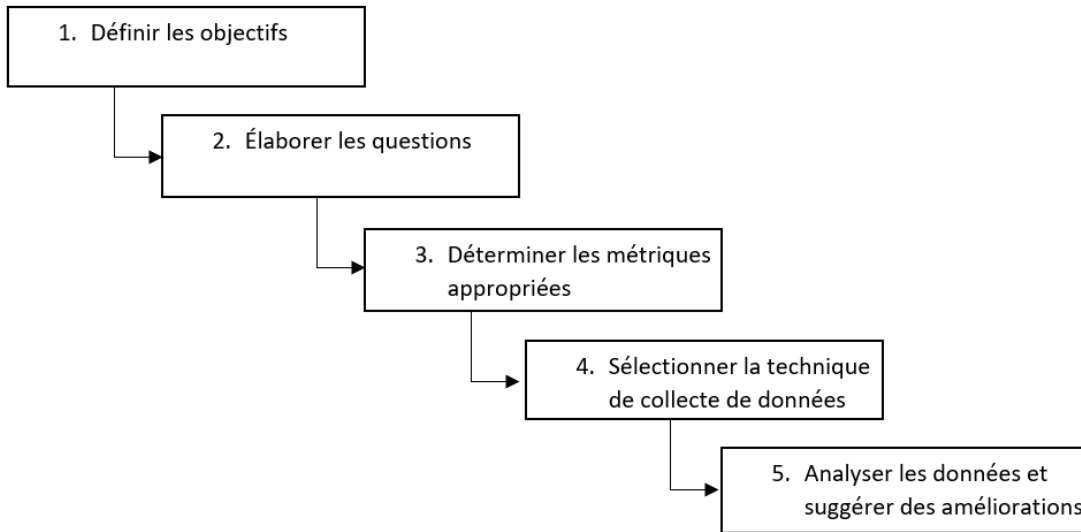 1. Définir les objectifs
2. Élaborer les questions
3. Déterminer les métriques
appropriées
4. Sélectionner la technique
de collecte de données
5. Analyser les données et
suggérer des améliorations